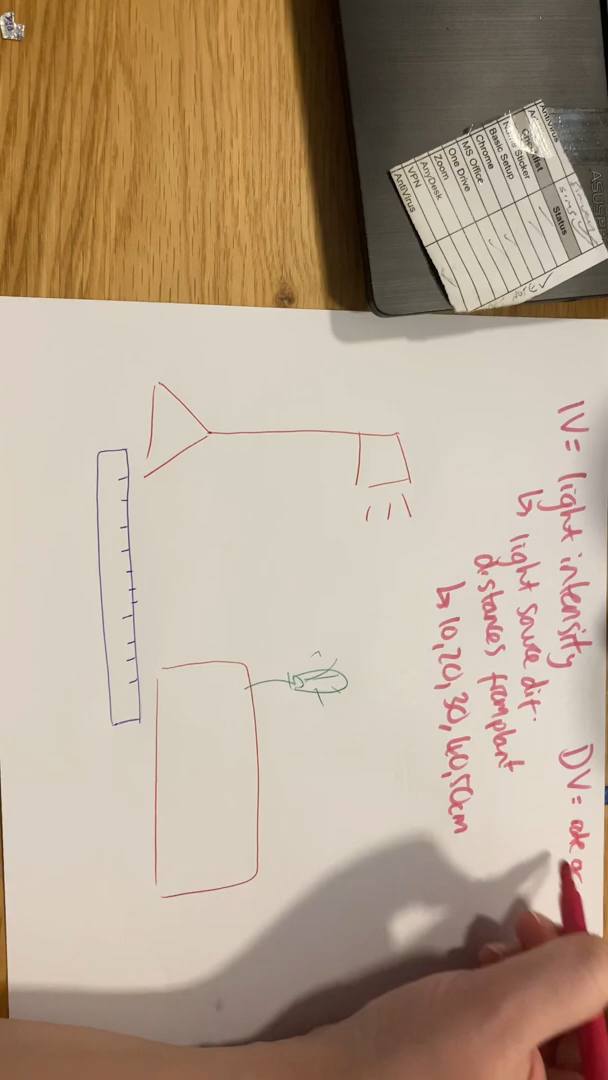 IV = light intensity
↳ light source dif.
distances from plant
↳ 10, 20, 30, 40, 50cm
DV =
ASUS
Antivirus
Checklist
Status
Sticker
Basic Setup
Chrome
MS Office
One Drive
Zoom
AnyDesk
VPN
AntiVirus